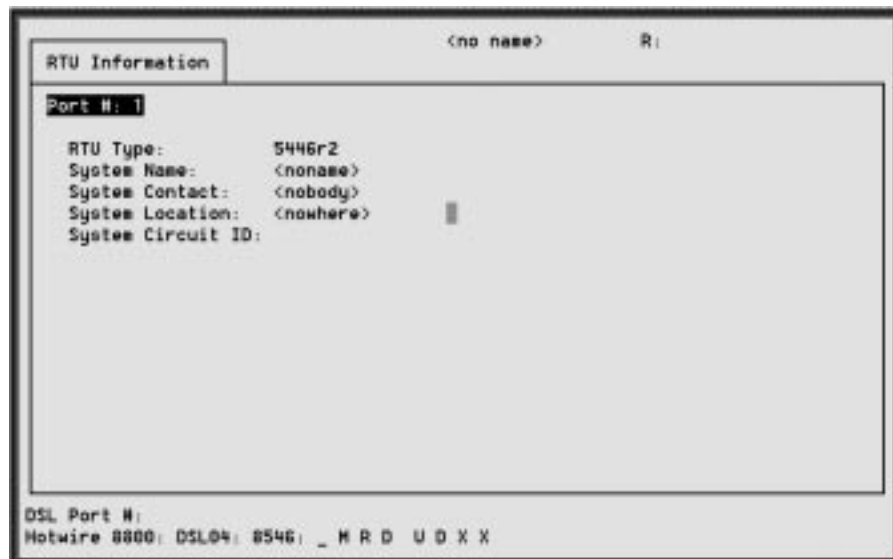 <no name> R:
RTU Information
Port #: 1
RTU Type: 5446r2
System Name: <noname>
System Contact: <nobody>
System Location: <nowhere>
System Circuit ID:
DSL Port #:
Hotwire 8800: DSL04: 8546: _ M R D U D X X